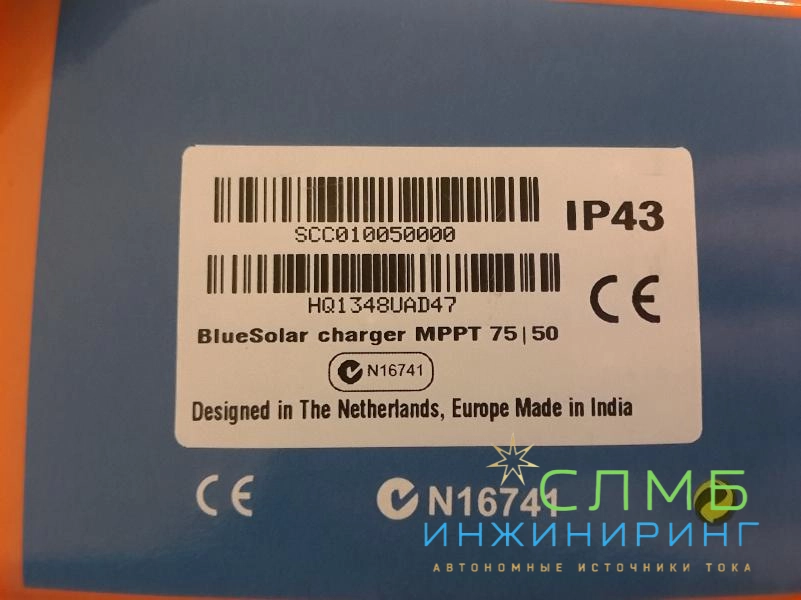 SCC010050000
IP43
HQ1348UAD47
CE
BlueSolar charger MPPT 75|50
N16741
Designed in The Netherlands, Europe Made in India
CE
N16741
СЛМБ
ИНЖИНИРИНГ
АВТОНОМНЫЕ ИСТОЧНИКИ ТОКА